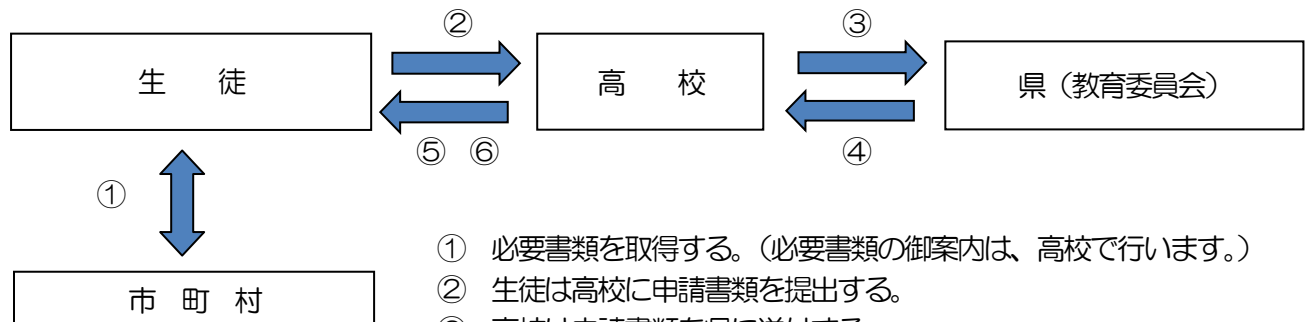 ② ③
生 徒
高 校
県（教育委員会）
⑤ ⑥ ④
①
① 必要書類を取得する。（必要書類の御案内は、高校で行います。）
市 町 村
② 生徒は高校に申請書類を提出する。